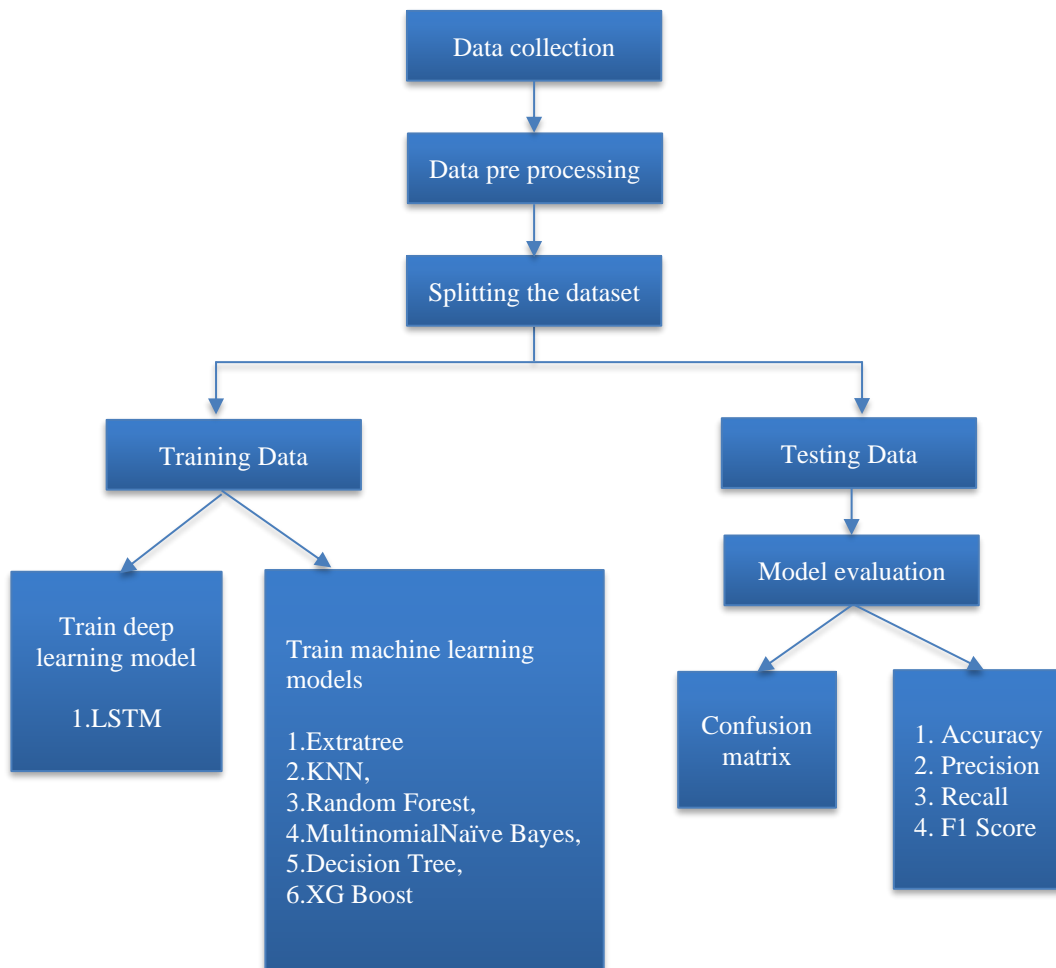 Data collection
Data pre processing
Splitting the dataset
Training Data
Testing Data
Model evaluation
Train deep
learning model
1.LSTM
Train machine learning
models
1.Extratree
2.KNN,
3.Random Forest,
4.MultinomialNaïve Bayes,
5.Decision Tree,
6.XG Boost
Confusion
matrix
1. Accuracy
2. Precision
3. Recall
4. F1 Score